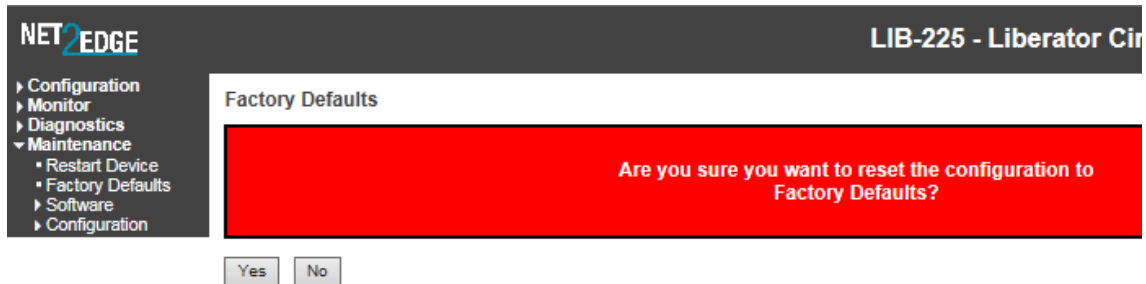 NET2EDGE
LIB-225 - Liberator Cir
Configuration
Monitor
Diagnostics
Maintenance
Restart Device
Factory Defaults
Software
Configuration
Factory Defaults
Are you sure you want to reset the configuration to
Factory Defaults?
Yes No